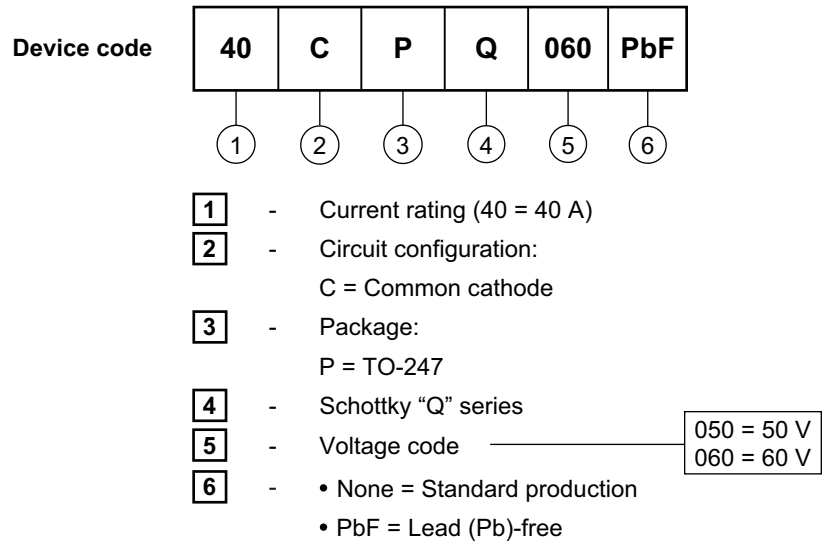 Device code 40 C P Q 060 PbF
1 2 3 4 5 6
1 - Current rating (40 = 40 A)
2 - Circuit configuration:
C = Common cathode
3 - Package:
P = TO-247
4 - Schottky “Q” series
5 - Voltage code
050 = 50 V
060 = 60 V
6 - • None = Standard production
• PbF = Lead (Pb)-free